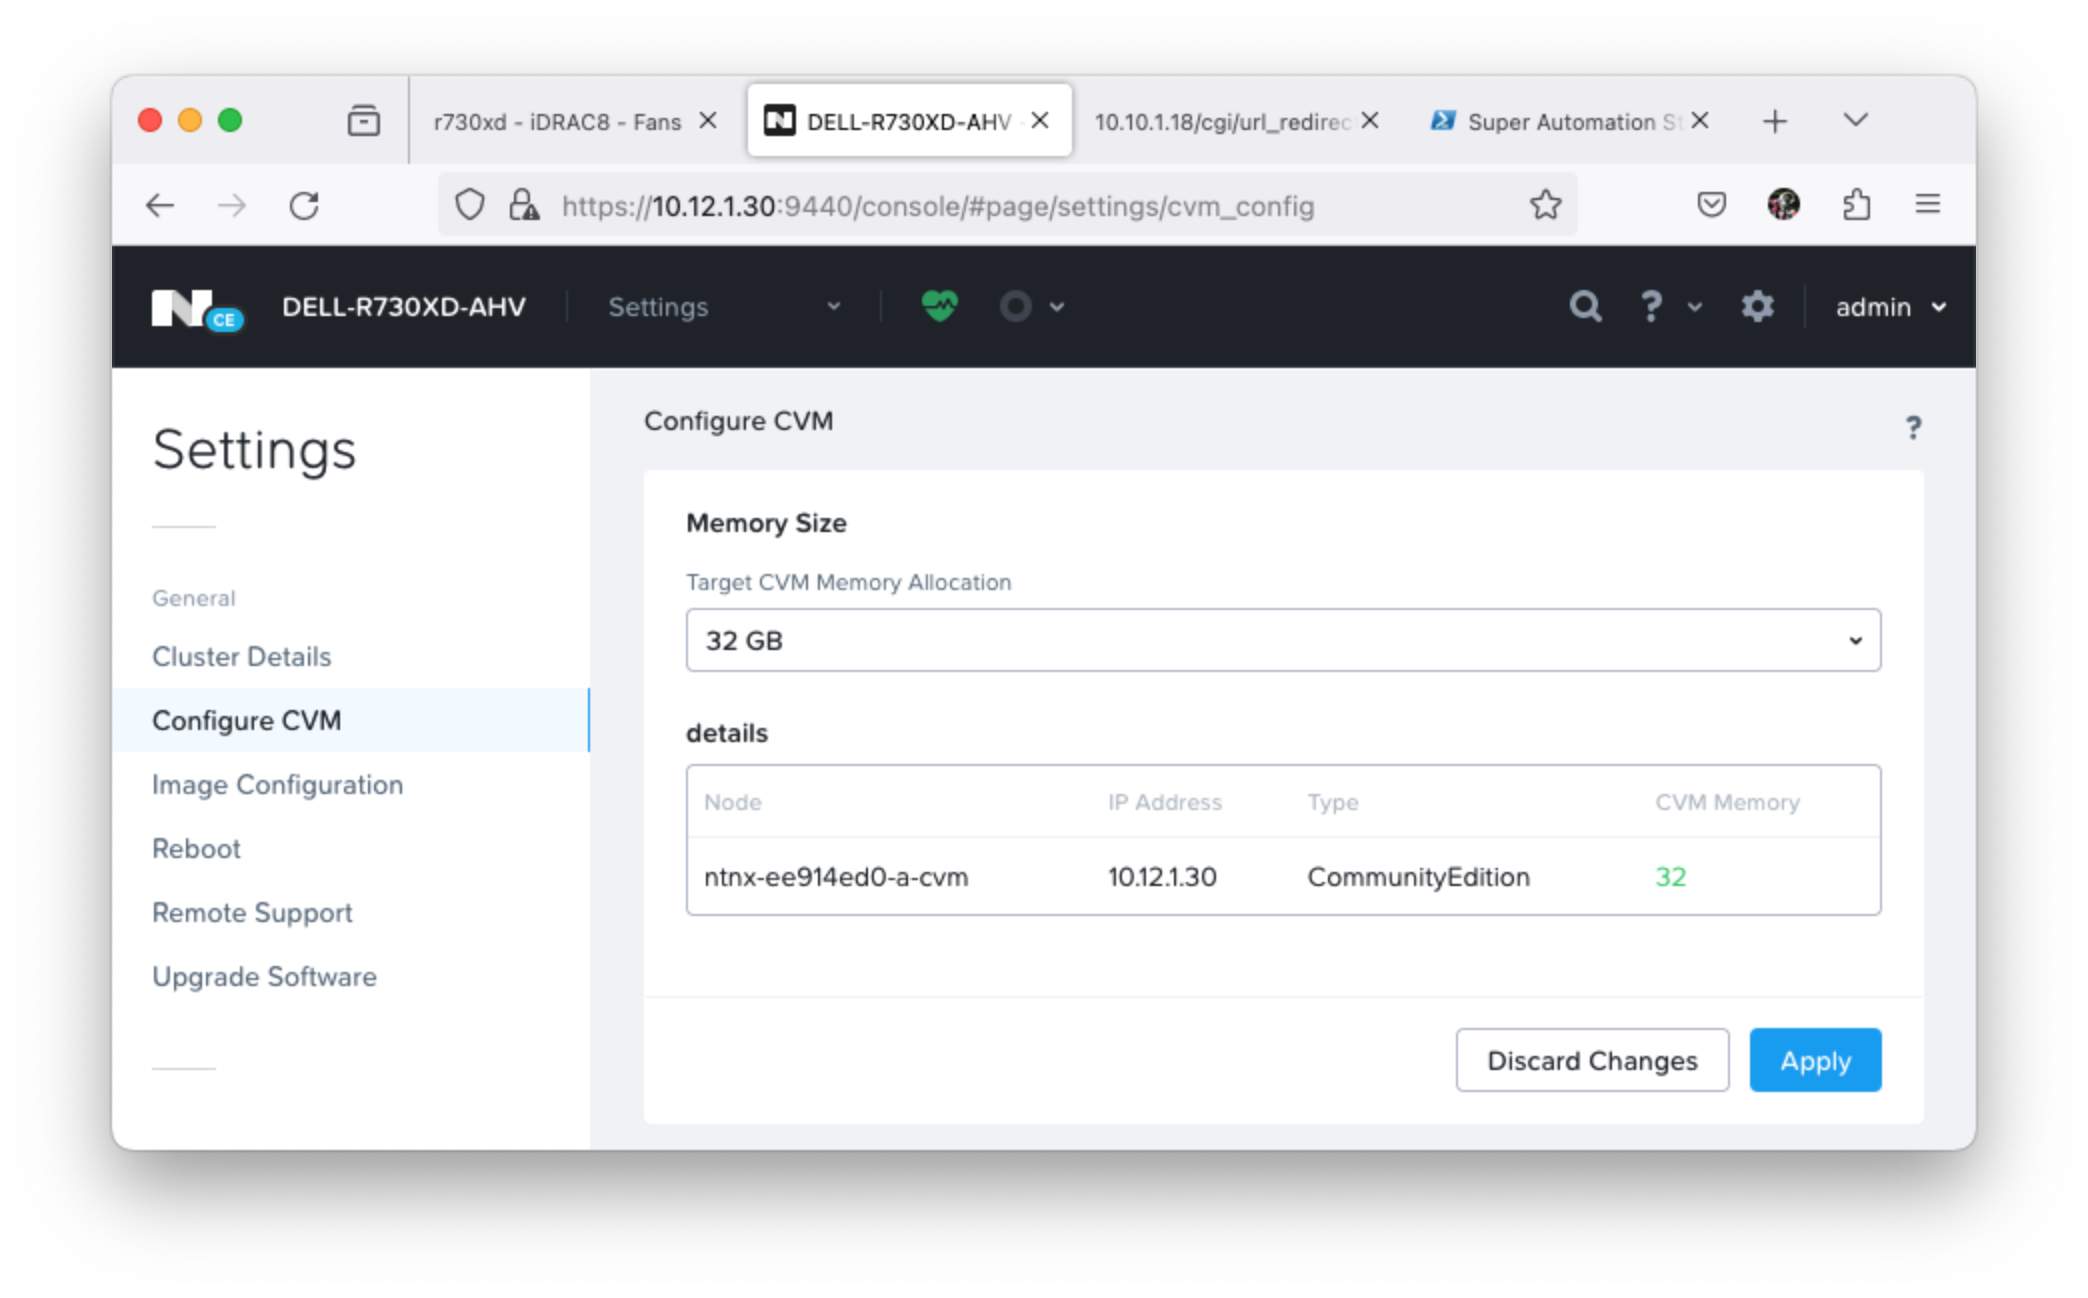 r730xd - iDRAC8 - Fans
DELL-R730XD-AHV
10.10.1.18/cgi/url_redirec
Super Automation St
https://10.12.1.30:9440/console/#page/settings/cvm_config
N CE DELL-R730XD-AHV Settings ? admin
Settings
General
Cluster Details
Configure CVM
Image Configuration
Reboot
Remote Support
Upgrade Software
Configure CVM ?
Memory Size
Target CVM Memory Allocation
32 GB
details
Node IP Address Type CVM Memory
ntnx-ee914ed0-a-cvm 10.12.1.30 CommunityEdition 32
Discard Changes Apply